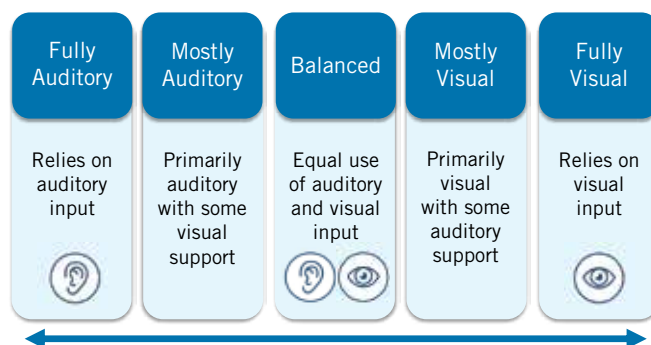 Fully
Auditory
Mostly
Auditory
Balanced
Mostly
Visual
Fully
Visual
Relies on
auditory
input
Primarily
auditory
with some
visual
support
Equal use
of auditory
and visual
input
Primarily
visual
with some
auditory
support
Relies on
visual
input